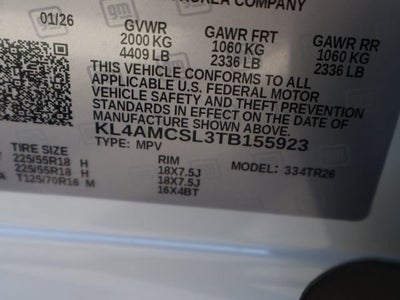 KOREA COMPANY
01/26 GVWR GAWR FRT GAWR RR
2000 KG 1060 KG 1060 KG
4409 LB 2336 LB 2336 LB
THIS VEHICLE CONFORMS TO ALL
APPLICABLE U.S. FEDERAL MOTOR
VEHICLE SAFETY AND THEFT PREVENTION
STANDARDS IN EFFECT ON THE DATE OF
MANUFACTURE SHOWN ABOVE.
KL4AMCSL3TB155923
TYPE: MPV MODEL: 334TR26
TIRE SIZE RIM
225/55R18 H 18X7.5J
225/55R18 H 18X7.5J
T125/70R16 M 16X4BT
gm